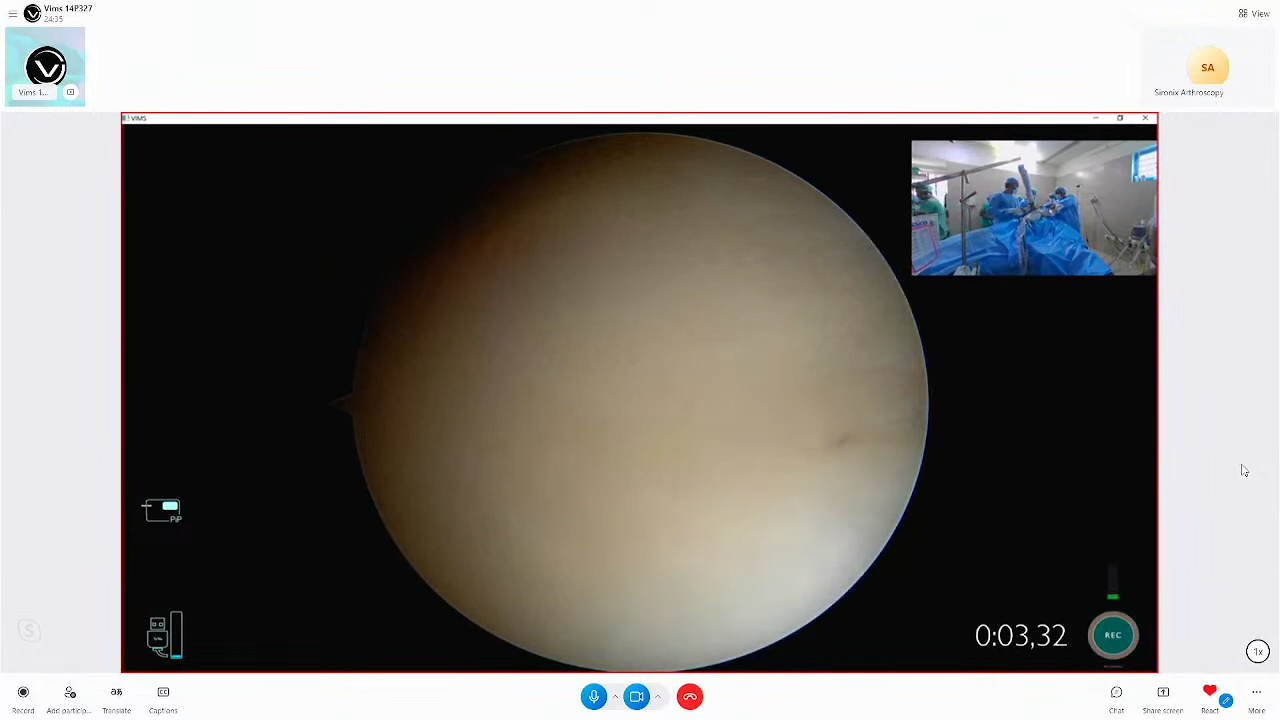 Vims 14P327
24:35
View
Vims 1...
SA
Sironix Arthroscopy
VIMS
PiP
0:03,32
REC
1x
Record
Add particip...
Translate
Captions
Chat
Share screen
React
More